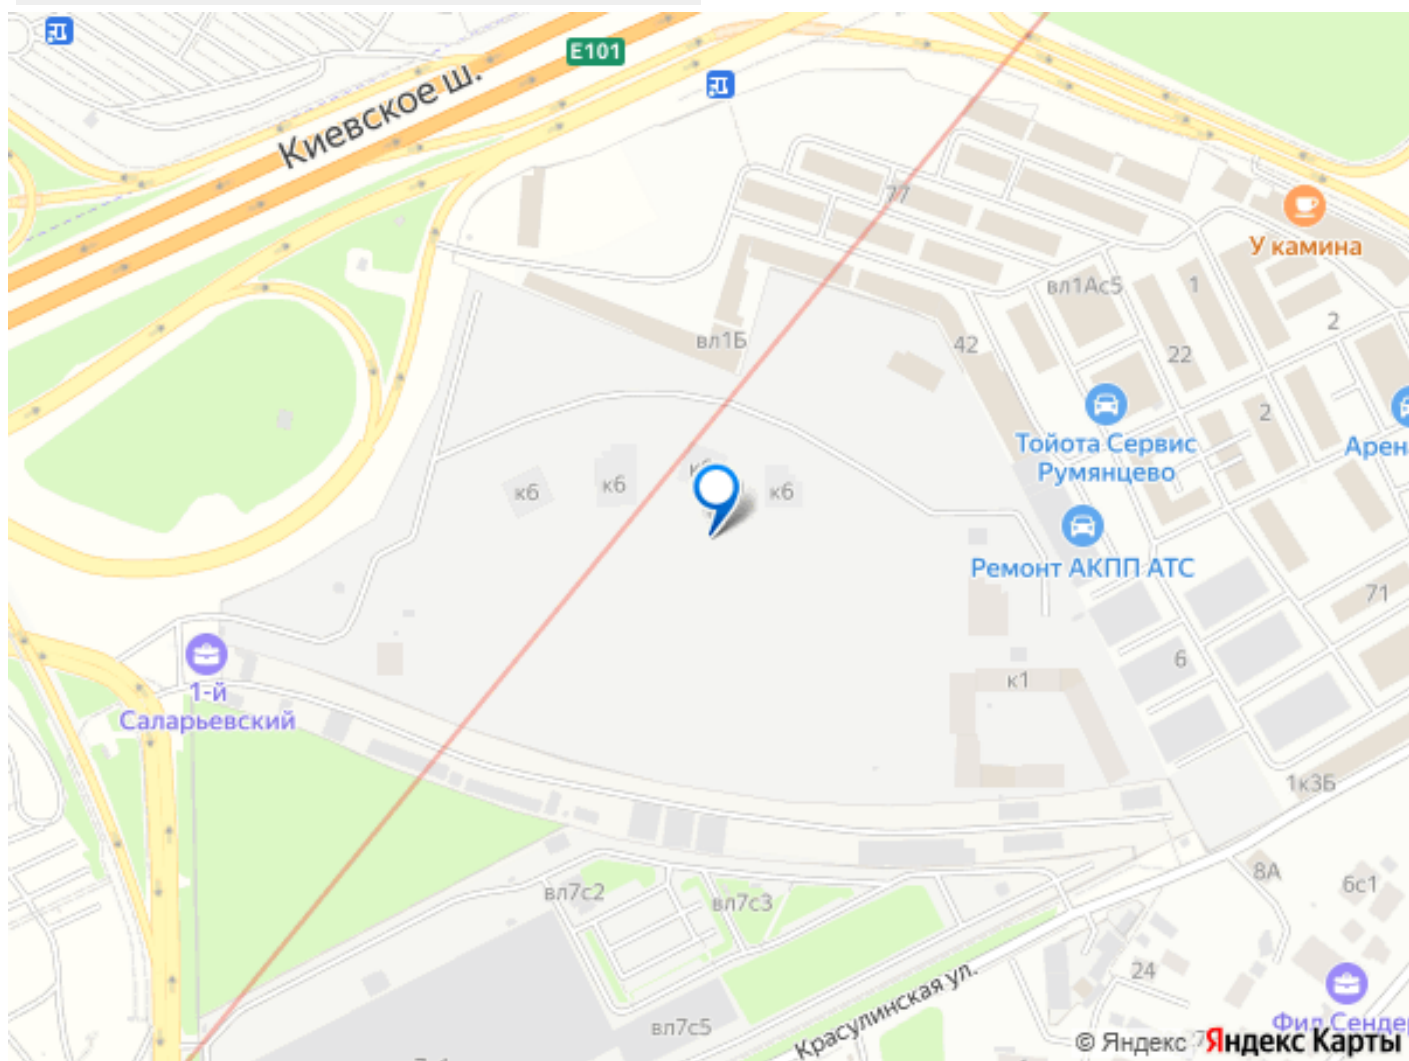 E101
Киевское ш.
77
У камина
вл1Ас5
1
2
вл1Б
42
22
2
Тойота Сервис
Румянцево
Арен
к6
к6
к6
Ремонт АКПП АТС
71
6
1-й
Саларьевский
к1
1к3Б
8А
6с1
вл7с2
вл7с3
24
Красулинская ул.
вл7с5
Фил Сендер
© Яндекс Яндекс Карты